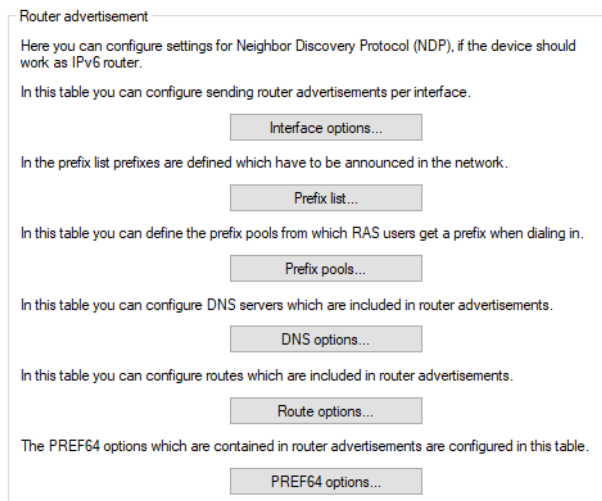 Router advertisement
Here you can configure settings for Neighbor Discovery Protocol (NDP), if the device should
work as IPv6 router.
In this table you can configure sending router advertisements per interface.
Interface options...
In the prefix list prefixes are defined which have to be announced in the network.
Prefix list...
In this table you can define the prefix pools from which RAS users get a prefix when dialing in.
Prefix pools...
In this table you can configure DNS servers which are included in router advertisements.
DNS options...
In this table you can configure routes which are included in router advertisements.
Route options...
The PREF64 options which are contained in router advertisements are configured in this table.
PREF64 options...